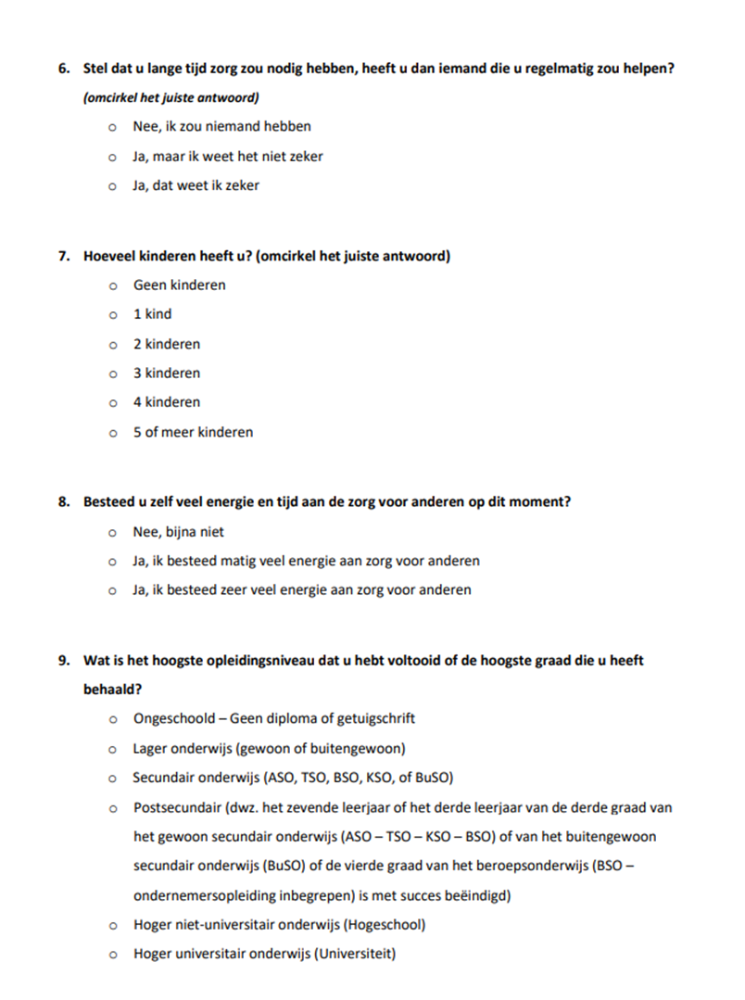 6. Stel dat u lange tijd zorg zou nodig hebben, heeft u dan iemand die u regelmatig zou helpen?
(omcirkel het juiste antwoord)
o Nee, ik zou niemand hebben
o Ja, maar ik weet het niet zeker
o Ja, dat weet ik zeker
7. Hoeveel kinderen heeft u? (omcirkel het juiste antwoord)
o Geen kinderen
o 1 kind
o 2 kinderen
o 3 kinderen
o 4 kinderen
o 5 of meer kinderen
8. Besteed u zelf veel energie en tijd aan de zorg voor anderen op dit moment?
o Nee, bijna niet
o Ja, ik besteed matig veel energie aan zorg voor anderen
o Ja, ik besteed zeer veel energie aan zorg voor anderen
9. Wat is het hoogste opleidingsniveau dat u hebt voltooid of de hoogste graad die u heeft
behaald?
o Ongeschoold – Geen diploma of getuigschrift
o Lager onderwijs (gewoon of buitengewoon)
o Secundair onderwijs (ASO, TSO, BSO, KSO, of BuSO)
o Postsecundair (dwz. het zevende leerjaar of het derde leerjaar van de derde graad van
het gewoon secundair onderwijs (ASO – TSO – KSO – BSO) of van het buitengewoon
secundair onderwijs (BuSO) of de vierde graad van het beroepsonderwijs (BSO –
ondernemersopleiding inbegrepen) is met succes beëindigd)
o Hoger niet-universitair onderwijs (Hogeschool)
o Hoger universitair onderwijs (Universiteit)